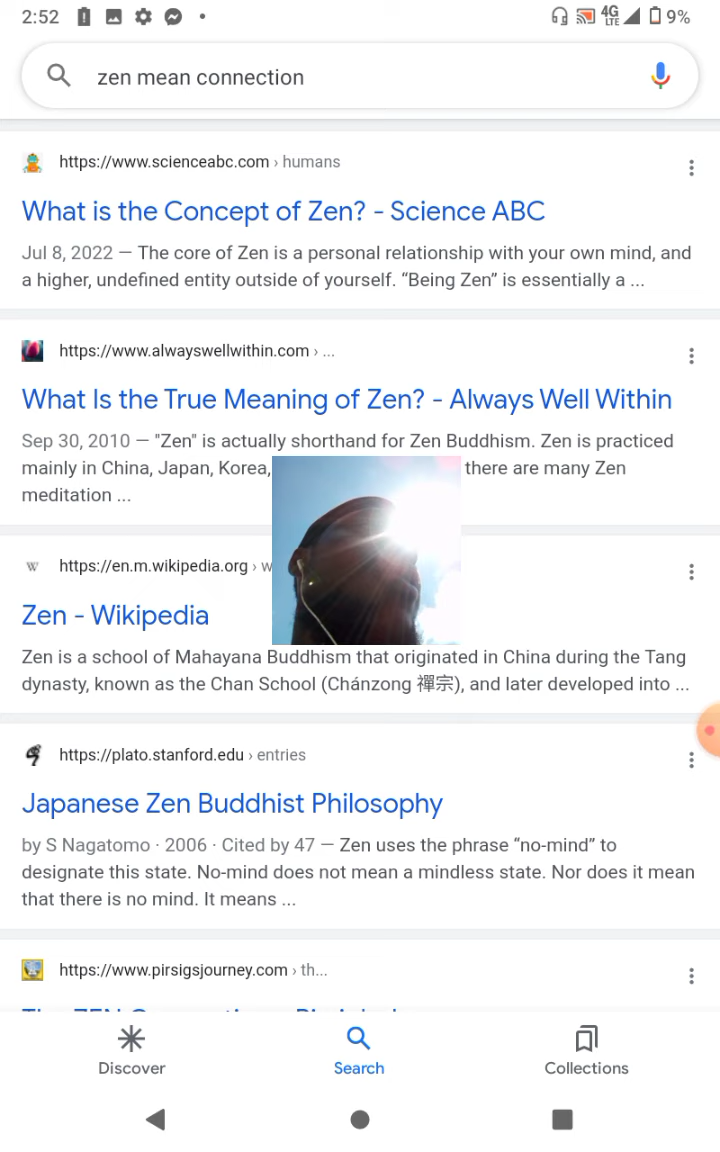 2:52
4G
LTE
9%
zen mean connection
https://www.scienceabc.com › humans
What is the Concept of Zen? - Science ABC
Jul 8, 2022 — The core of Zen is a personal relationship with your own mind, and
a higher, undefined entity outside of yourself. “Being Zen” is essentially a ...
https://www.alwayswellwithin.com › ...
What Is the True Meaning of Zen? - Always Well Within
Sep 30, 2010 — "Zen" is actually shorthand for Zen Buddhism. Zen is practiced
mainly in China, Japan, Korea, there are many Zen
meditation ...
W
https://en.m.wikipedia.org › w
Zen - Wikipedia
Zen is a school of Mahayana Buddhism that originated in China during the Tang
dynasty, known as the Chan School (Chánzong 禪宗), and later developed into ...
https://plato.stanford.edu › entries
Japanese Zen Buddhist Philosophy
by S Nagatomo · 2006 · Cited by 47 — Zen uses the phrase “no-mind” to
designate this state. No-mind does not mean a mindless state. Nor does it mean
that there is no mind. It means ...
https://www.pirsigsjourney.com › th...
Discover
Search
Collections